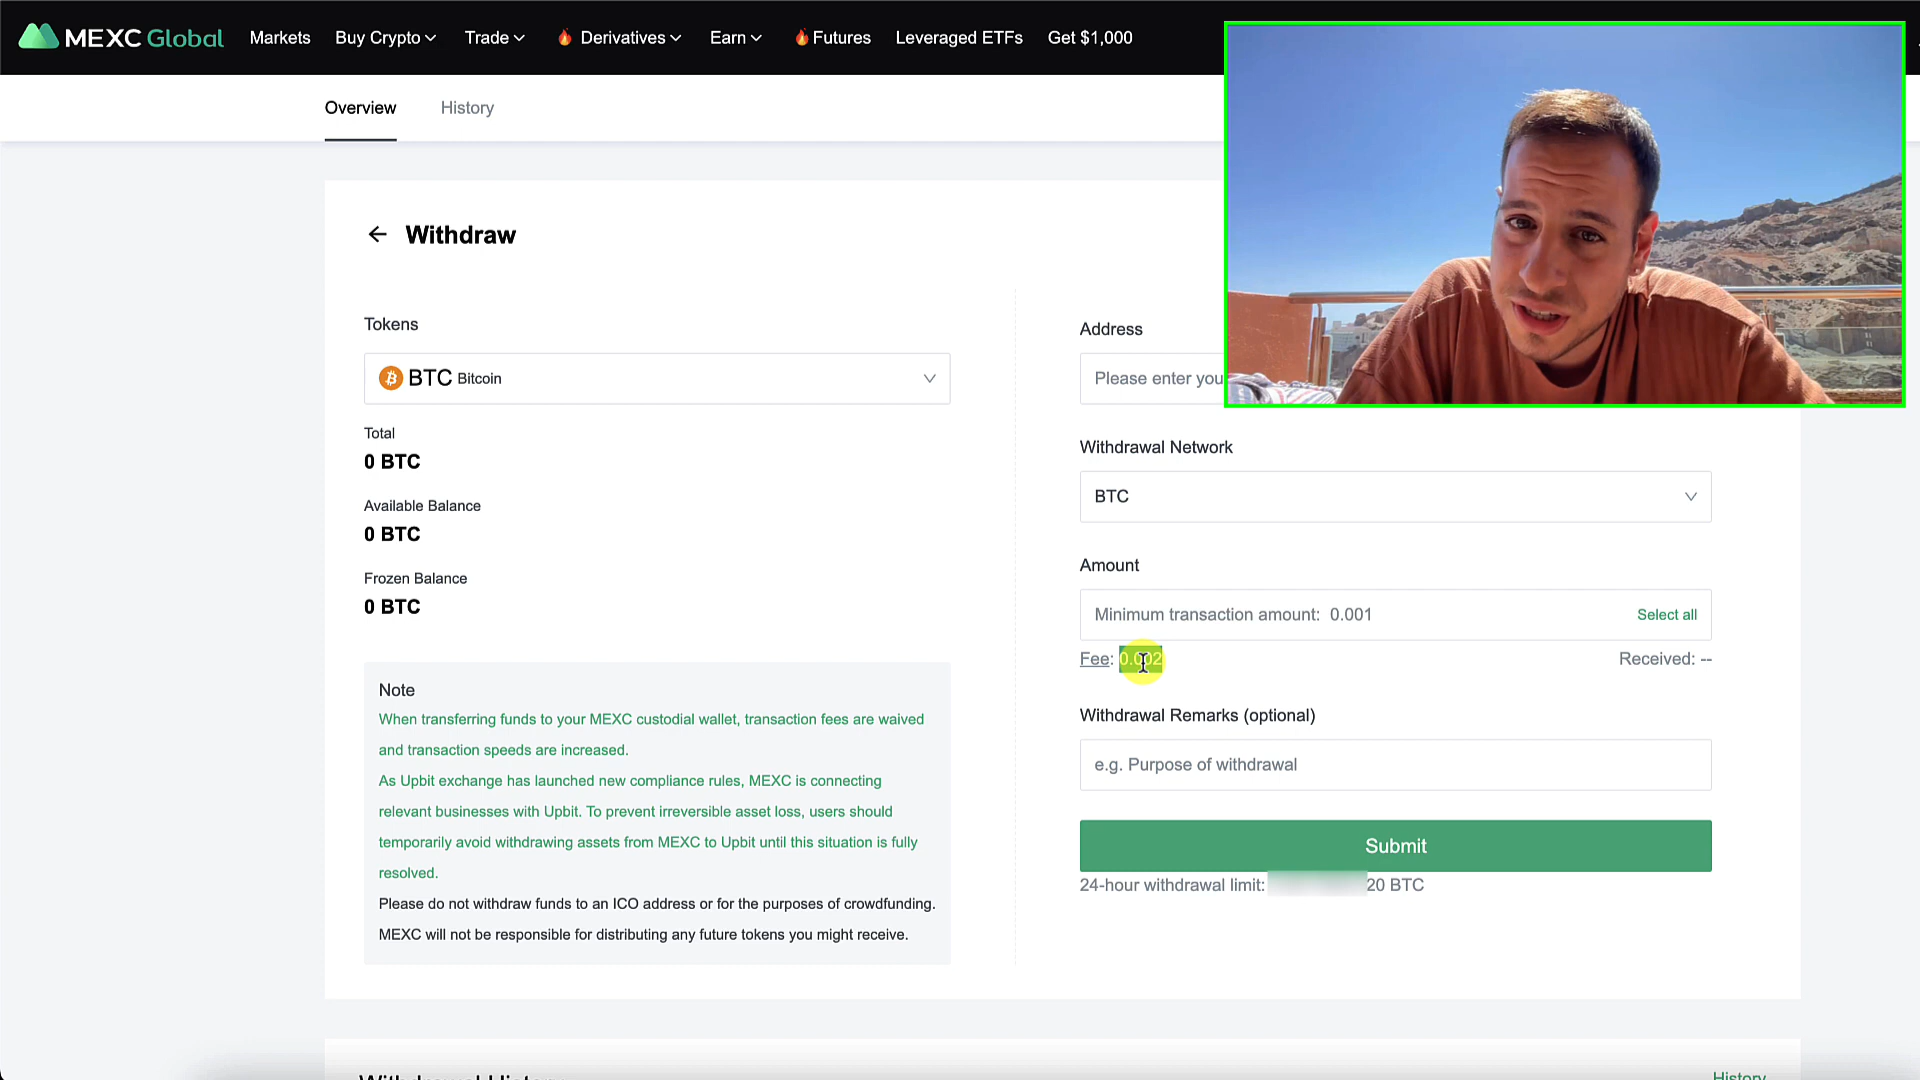 MEXC Global
Markets
Buy Crypto
Trade
Derivatives
Earn
Futures
Leveraged ETFs
Get $1,000
Overview
History
Withdraw
Tokens
BTC Bitcoin
Total
0 BTC
Available Balance
0 BTC
Frozen Balance
0 BTC
Note
When transferring funds to your MEXC custodial wallet, transaction fees are waived
and transaction speeds are increased.
As Upbit exchange has launched new compliance rules, MEXC is connecting
relevant businesses with Upbit. To prevent irreversible asset loss, users should
temporarily avoid withdrawing assets from MEXC to Upbit until this situation is fully
resolved.
Please do not withdraw funds to an ICO address or for the purposes of crowdfunding.
MEXC will not be responsible for distributing any future tokens you might receive.
Address
Please enter you
Withdrawal Network
BTC
Amount
Minimum transaction amount: 0.001
Select all
Fee: 0.002
Received: --
Withdrawal Remarks (optional)
e.g. Purpose of withdrawal
Submit
24-hour withdrawal limit: 20 BTC
Withdrawal History
History